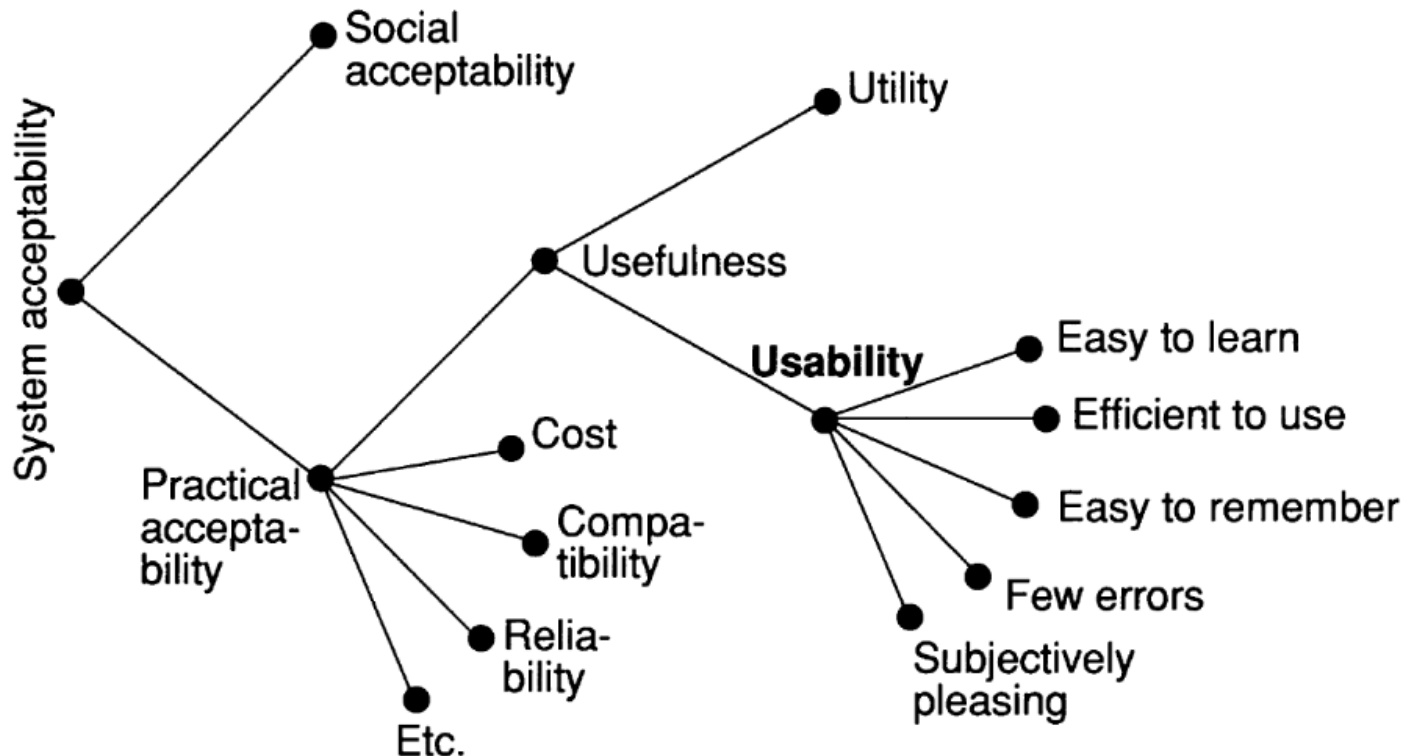 System acceptability
Social
acceptability
Utility
Usefulness
Usability
Easy to learn
Efficient to use
Easy to remember
Few errors
Subjectively
pleasing
Practical
accepta-
bility
Cost
Compa-
tibility
Relia-
bility
Etc.